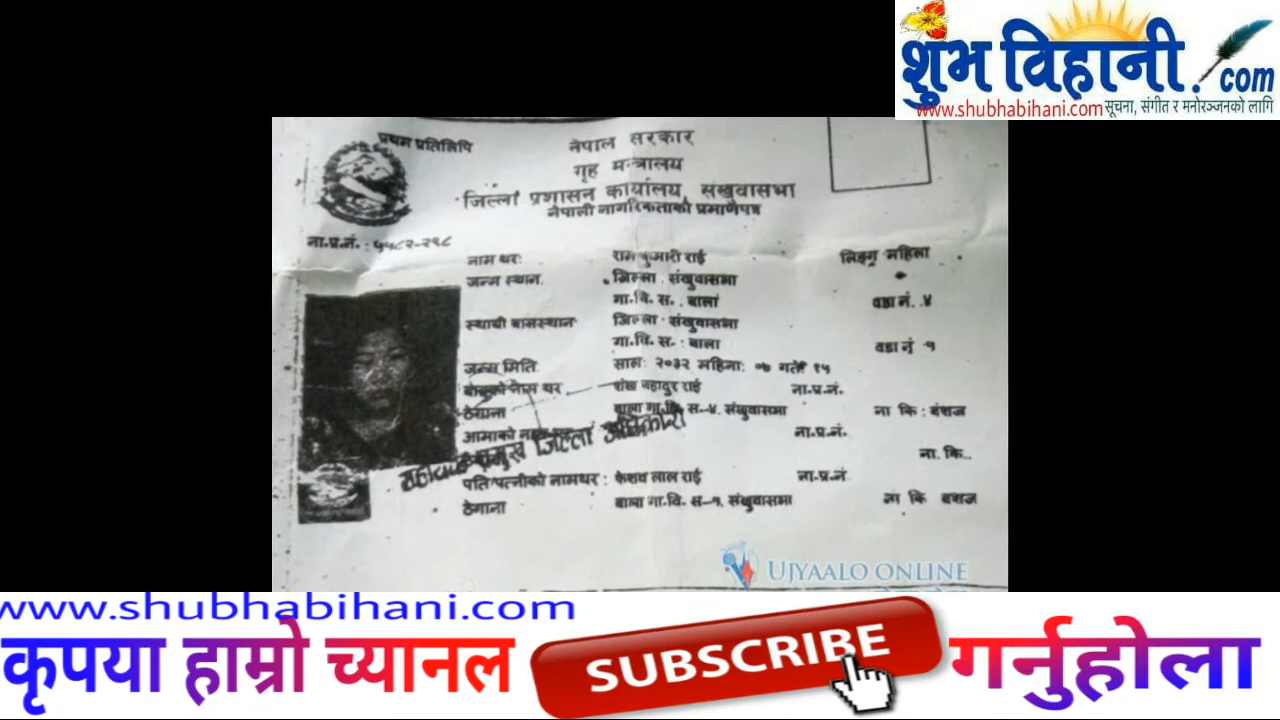 शुभ विहानी.com
www.shubhabihani.com सूचना, संगीत र मनोरञ्जनको लागि
प्रथम प्रतिलिपि
नेपाल सरकार
गृह मन्त्रालय
जिल्ला प्रशासन कार्यालय, संखुवासभा
नेपाली नागरिकताको प्रमाणपत्र
ना.प्र.नं.:
नाम थर: राम कुमारी राई लिङ्ग महिला
जन्म स्थान. जिल्ला . संखुवासभा
गा.वि.स. : बाला वडा नं. ४
स्थायी बासस्थान जिल्ला . संखुवासभा
गा.वि.स. : बाला वडा नं १
जन्म मिति साल: २०३२ महिना: ०७ गते १५
बाबुको नाम थर बहादुर राई ना.प्र.नं.
ठेगाना बाला गा.वि.स-४. संखुवासभा ना कि : बंशज
आमाको ना.प्र.नं.
ना. कि..
प्रमुख जिल्ला अधिकारी
पति/पत्नीको नामथर : केशव लाल राई ना.प्र.नं
ठेगाना बाला गा.वि.स-१. संखुवासभा ना कि बंशज
UJYAALO ONLINE
www.shubhabihani.com
कृपया हाम्रो च्यानल SUBSCRIBE गर्नुहोला